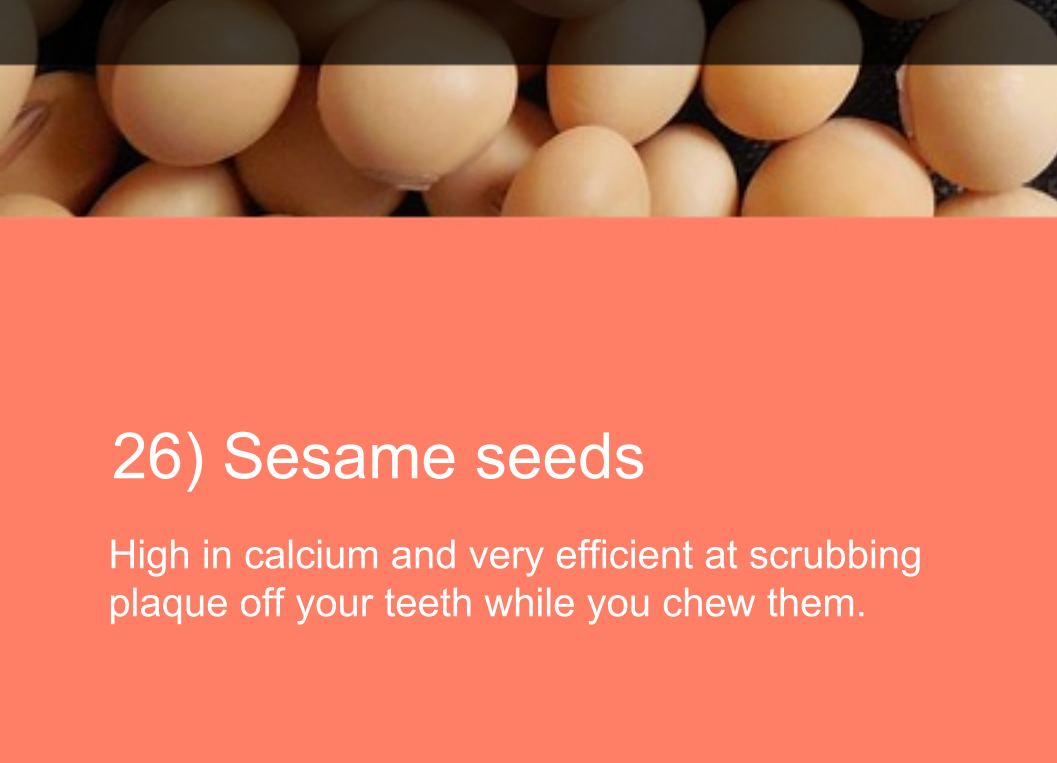 26) Sesame seeds
High in calcium and very efficient at scrubbing
plaque off your teeth while you chew them.